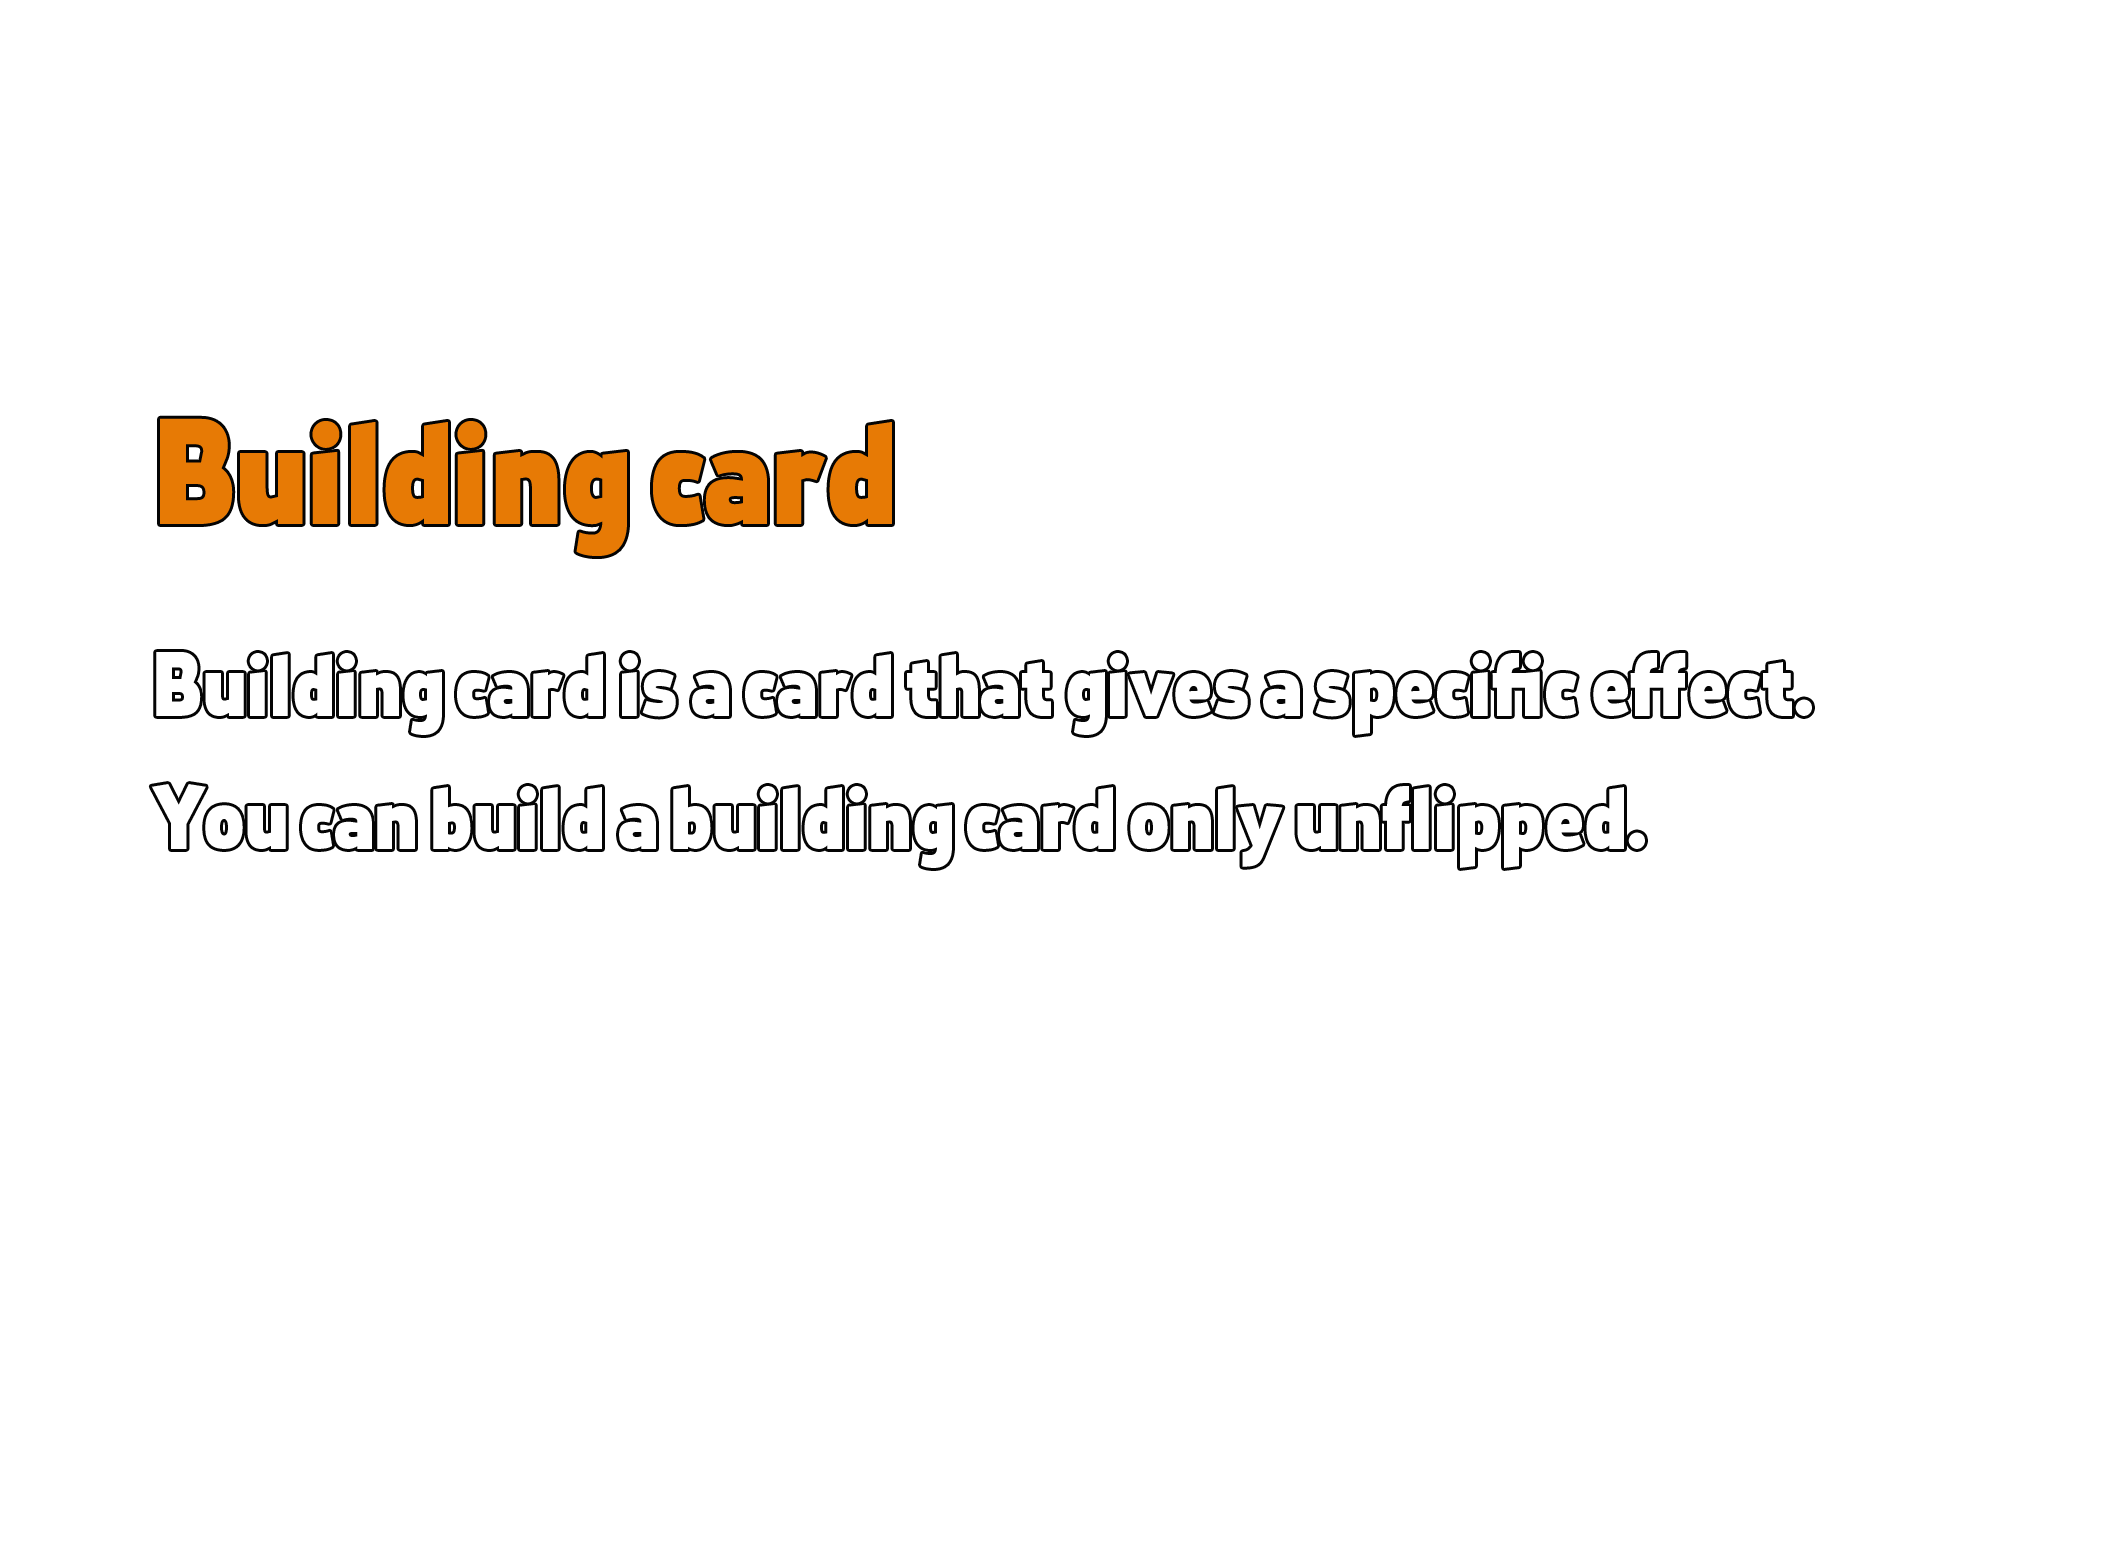 Building card
Building card is a card that gives a specific effect.
You can build a building card only unflipped.